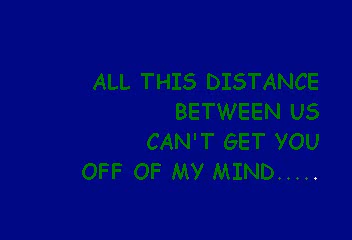 ALL THIS DISTANCE
BETWEEN US
CAN'T GET YOU
OFF OF MY MIND.....